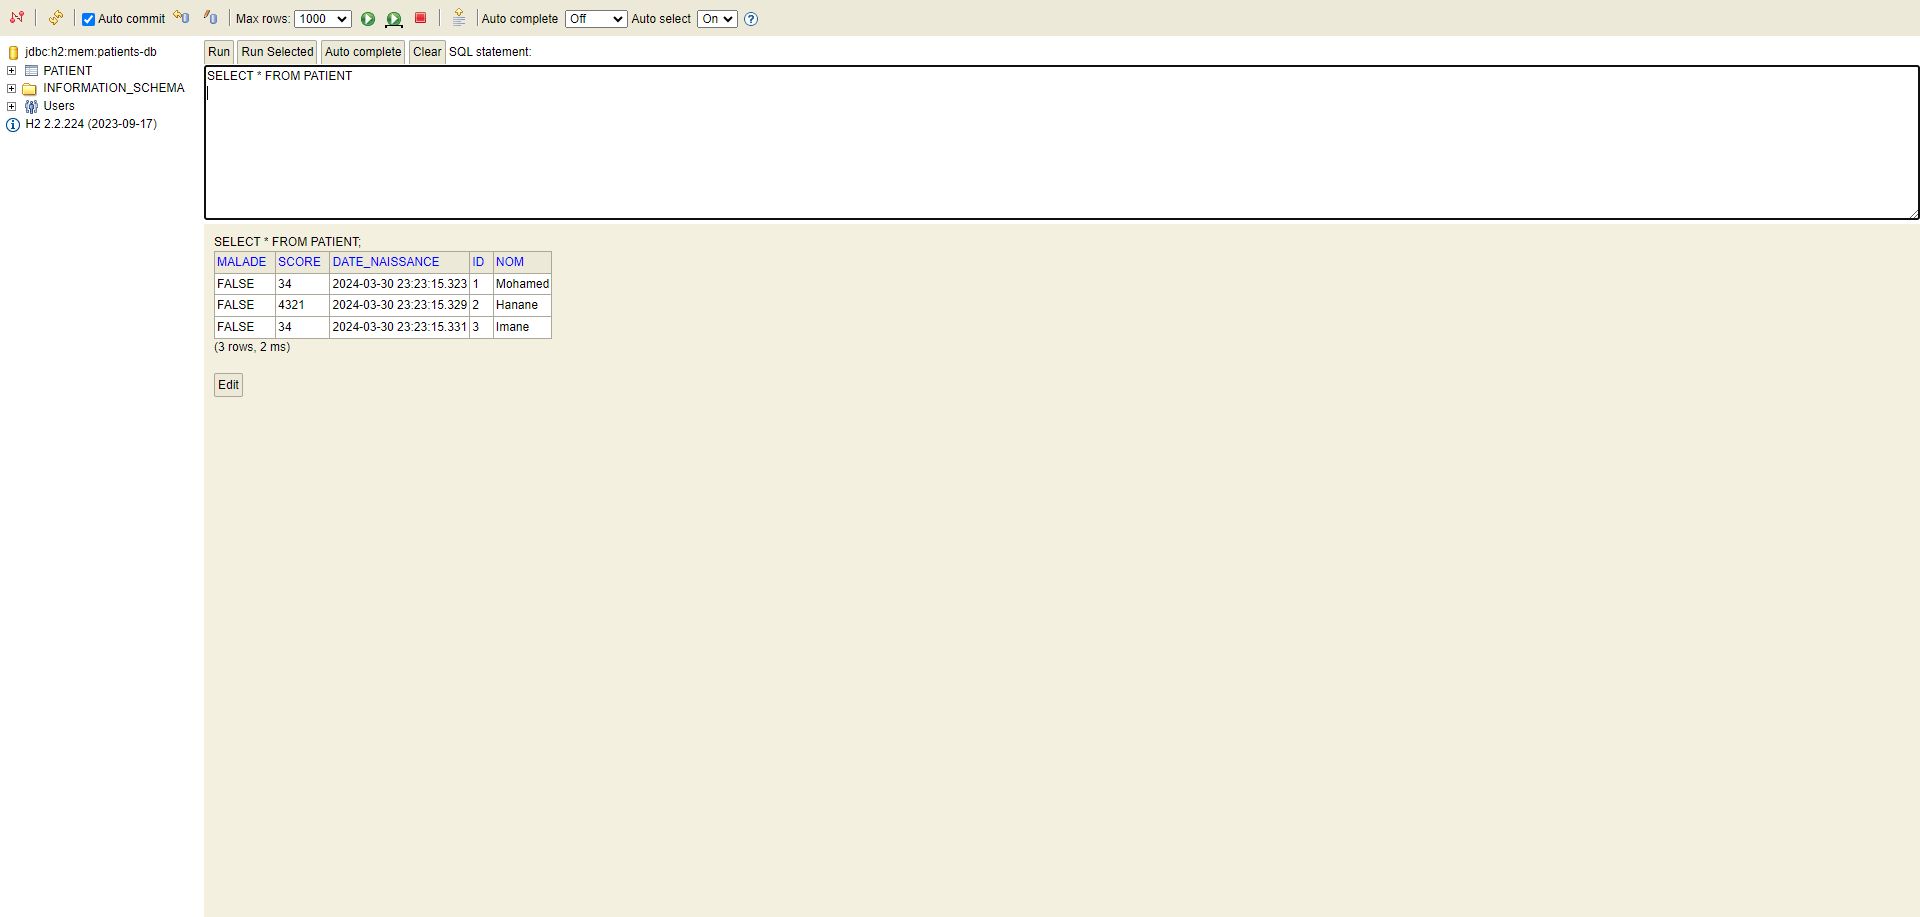 Auto commit Max rows: 1000 Auto complete Off Auto select On ?
jdbc:h2:mem:patients-db
PATIENT
INFORMATION_SCHEMA
Users
H2 2.2.224 (2023-09-17)
Run Run Selected Auto complete Clear SQL statement:
SELECT * FROM PATIENT
SELECT * FROM PATIENT;
MALADE SCORE DATE_NAISSANCE ID NOM
FALSE 34 2024-03-30 23:23:15.323 1 Mohamed
FALSE 4321 2024-03-30 23:23:15.329 2 Hanane
FALSE 34 2024-03-30 23:23:15.331 3 Imane
(3 rows, 2 ms)
Edit